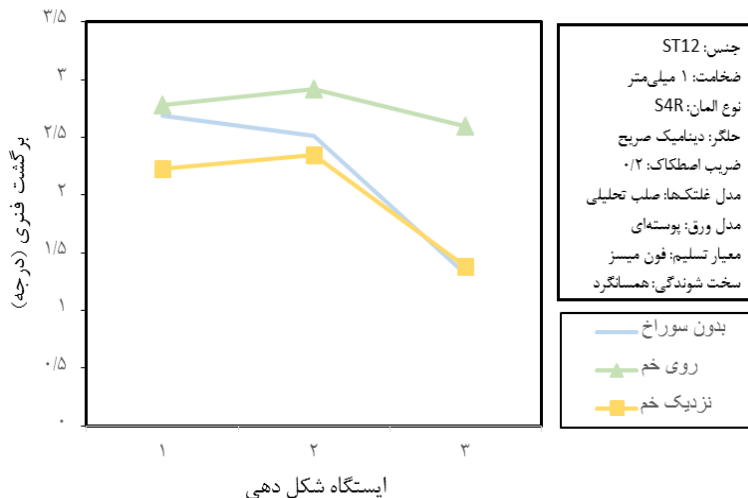 برگشت فنری (درجه)
۳/۵
۳
۲/۵
۲
۱/۵
۱
۰/۵
۰
۱ ۲ ۳
ایستگاه شکل دهی
جنس: ST12
ضخامت: ۱ میلی‌متر
نوع المان: S4R
حلگر: دینامیک صریح
ضریب اصطکاک: ۰/۲
مدل غلتک‌ها: صلب تحلیلی
مدل ورق: پوسته‌ای
معیار تسلیم: فون میسز
سخت شوندگی: همسانگرد
بدون سوراخ
روی خم
نزدیک خم